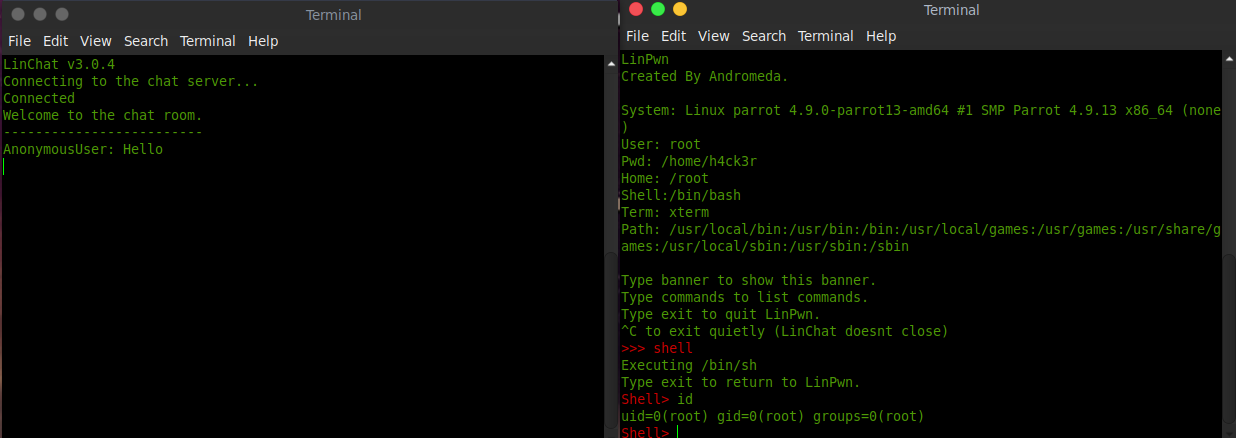 Terminal
File Edit View Search Terminal Help
LinChat v3.0.4
Connecting to the chat server...
Connected
Welcome to the chat room.
-------------------------
AnonymousUser: Hello
Terminal
File Edit View Search Terminal Help
LinPwn
Created By Andromeda.
System: Linux parrot 4.9.0-parrot13-amd64 #1 SMP Parrot 4.9.13 x86_64 (none
)
User: root
Pwd: /home/h4ck3r
Home: /root
Shell:/bin/bash
Term: xterm
Path: /usr/local/bin:/usr/bin:/bin:/usr/local/games:/usr/games:/usr/share/g
ames:/usr/local/sbin:/usr/sbin:/sbin
Type banner to show this banner.
Type commands to list commands.
Type exit to quit LinPwn.
^C to exit quietly (LinChat doesnt close)
>>> shell
Executing /bin/sh
Type exit to return to LinPwn.
Shell> id
uid=0(root) gid=0(root) groups=0(root)
Shell>